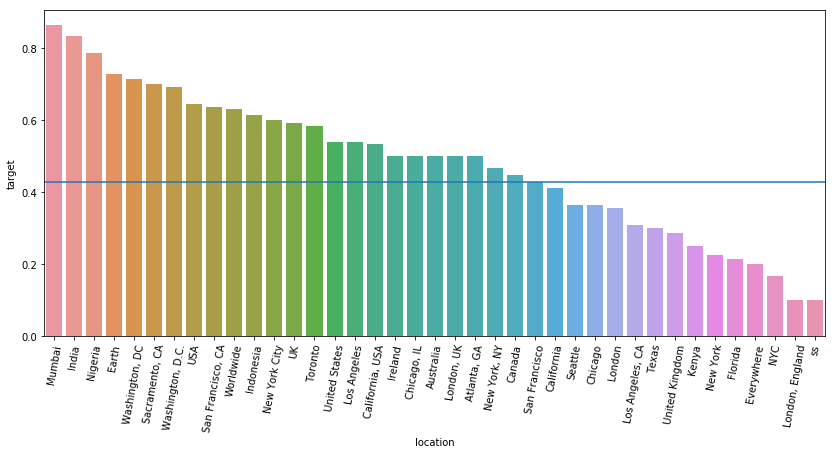 target
0.8
0.6
0.4
0.2
0.0
Mumbai
India
Nigeria
Earth
Washington, DC
Sacramento, CA
Washington, D.C.
USA
San Francisco, CA
Worldwide
Indonesia
New York City
UK
Toronto
United States
Los Angeles
California, USA
Ireland
Chicago, IL
Australia
London, UK
Atlanta, GA
New York, NY
Canada
San Francisco
California
Seattle
Chicago
London
Los Angeles, CA
Texas
United Kingdom
Kenya
New York
Florida
Everywhere
NYC
London, England
ss
location